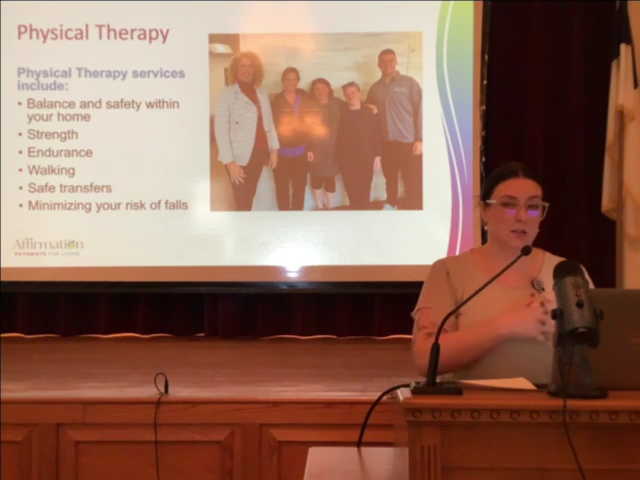 Physical Therapy
Physical Therapy services
include:
• Balance and safety within
your home
• Strength
• Endurance
• Walking
• Safe transfers
• Minimizing your risk of falls
Affirmation
PATHWAYS FOR LIVING